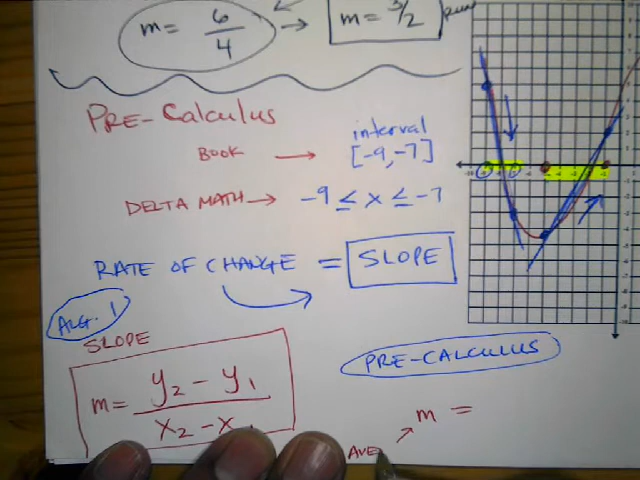 m = 6/4 → m = 3/2
PRE-Calculus
interval
BOOK → [-9,-7]
DELTA MATH → -9 ≤ x ≤ -7
RATE OF CHANGE = SLOPE
ALG. 1
SLOPE
PRE-CALCULUS
m = y₂ - y₁ / x₂ - x
m =
AVE